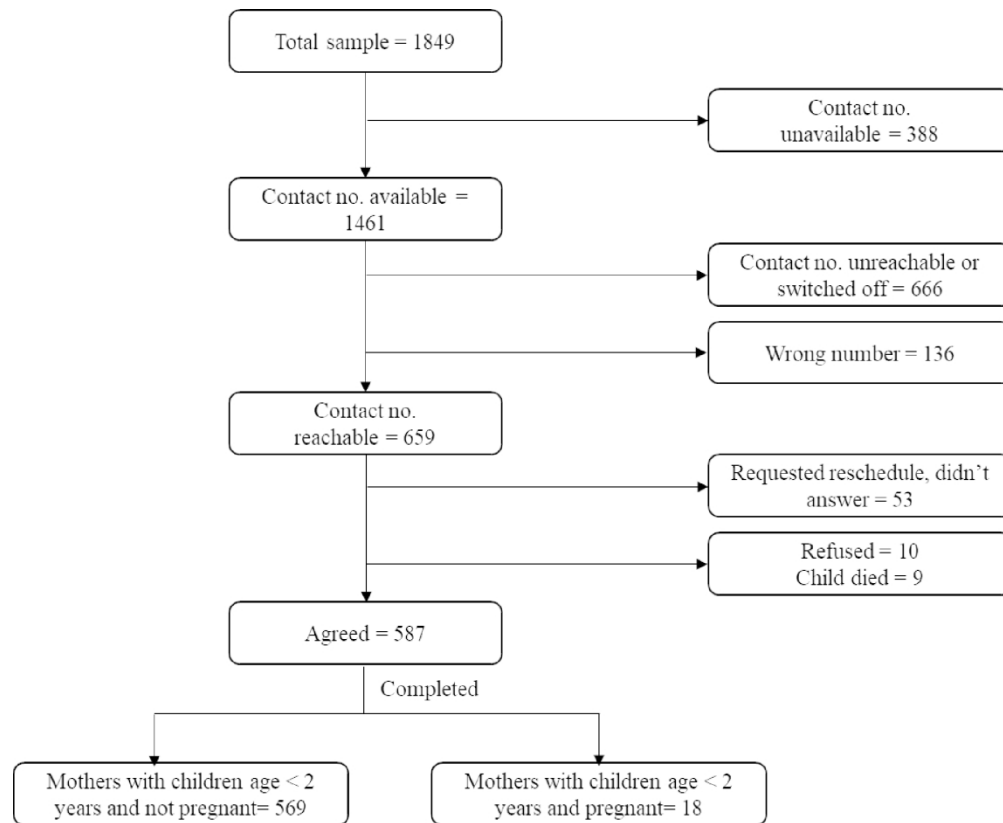 Total sample = 1849
Contact no.
unavailable = 388
Contact no. available =
1461
Contact no. unreachable or
switched off = 666
Wrong number = 136
Contact no.
reachable = 659
Requested reschedule, didn’t
answer = 53
Refused = 10
Child died = 9
Agreed = 587
Completed
Mothers with children age < 2
years and not pregnant= 569
Mothers with children age < 2
years and pregnant= 18